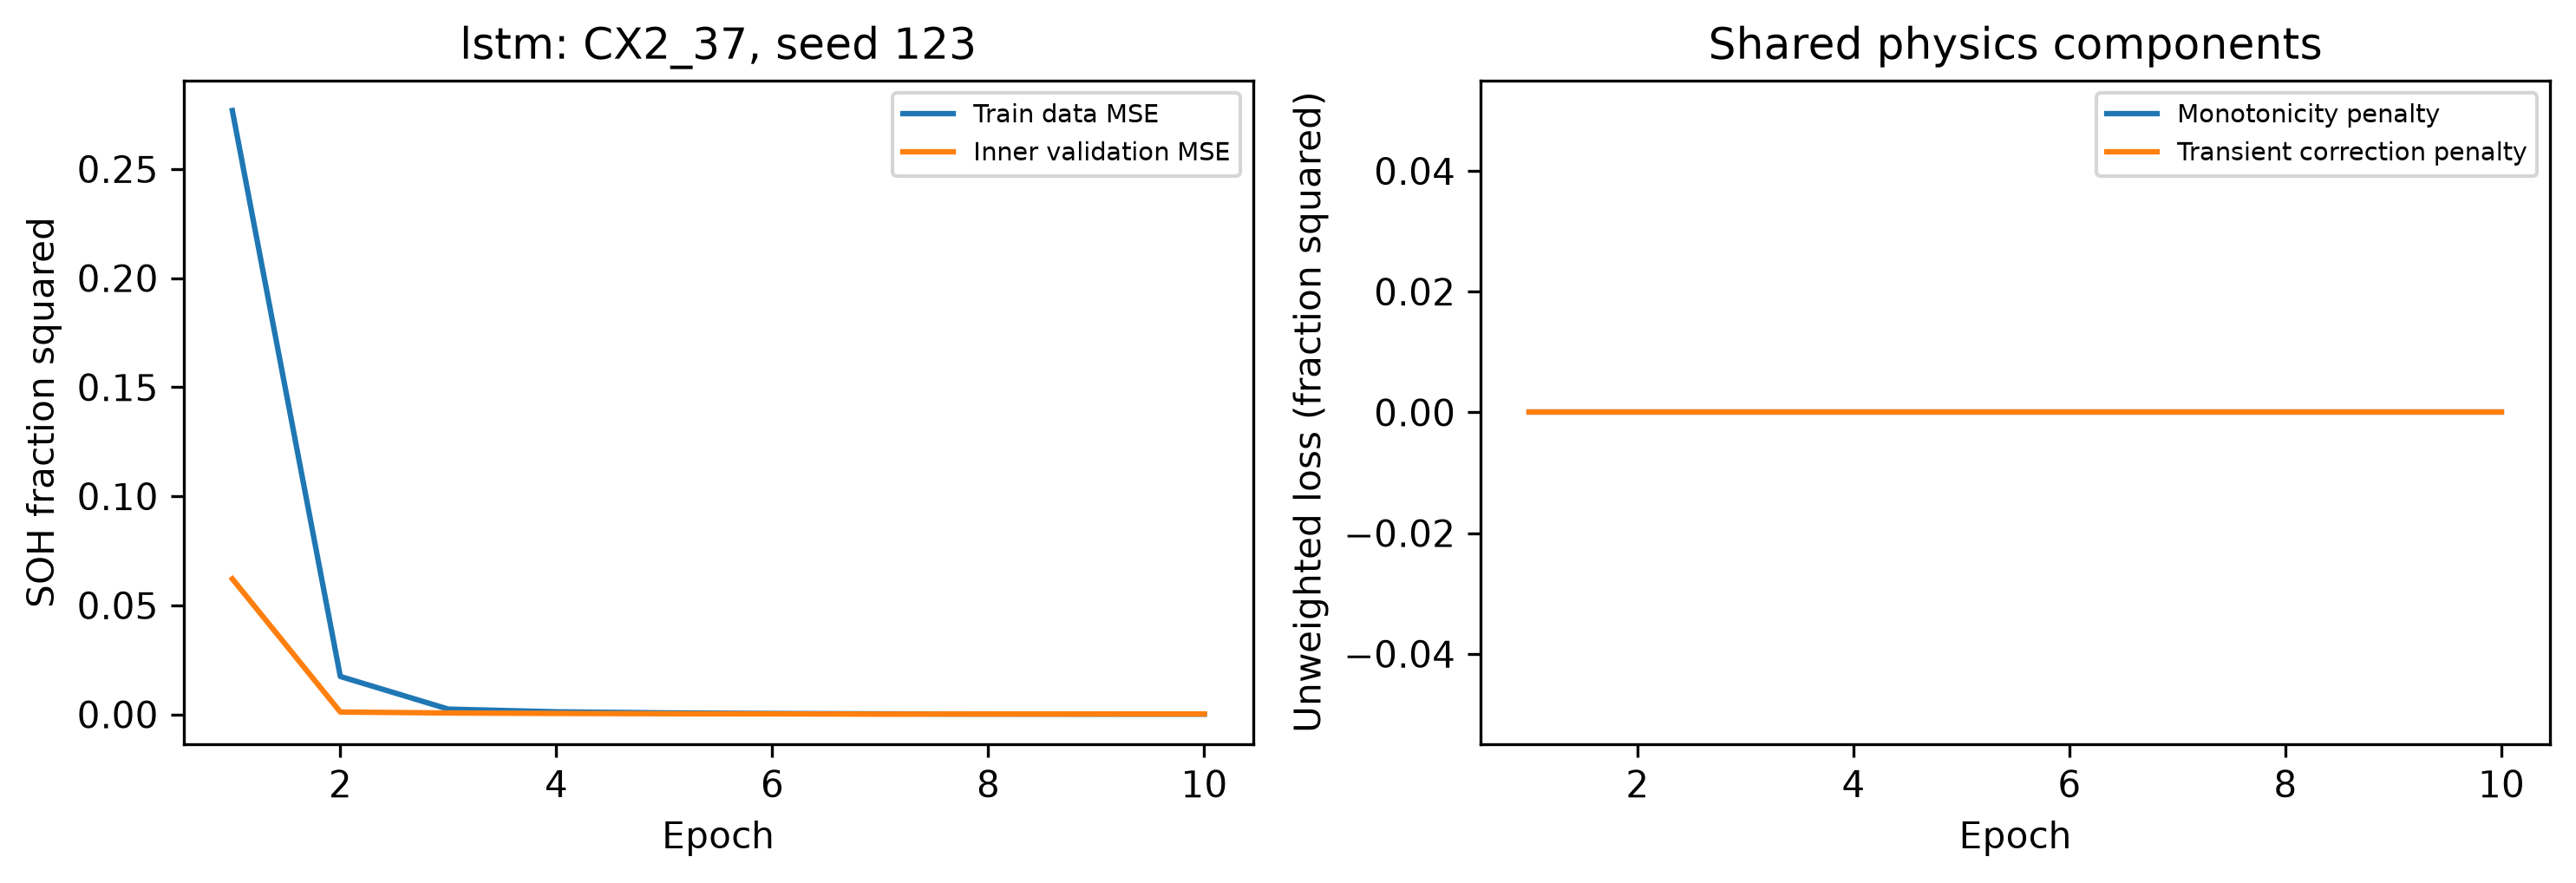 lstm: CX2_37, seed 123
SOH fraction squared
0.25
0.20
0.15
0.10
0.05
0.00
Train data MSE
Inner validation MSE
2 4 6 8 10
Epoch
Shared physics components
Unweighted loss (fraction squared)
0.04
0.02
0.00
−0.02
−0.04
Monotonicity penalty
Transient correction penalty
2 4 6 8 10
Epoch